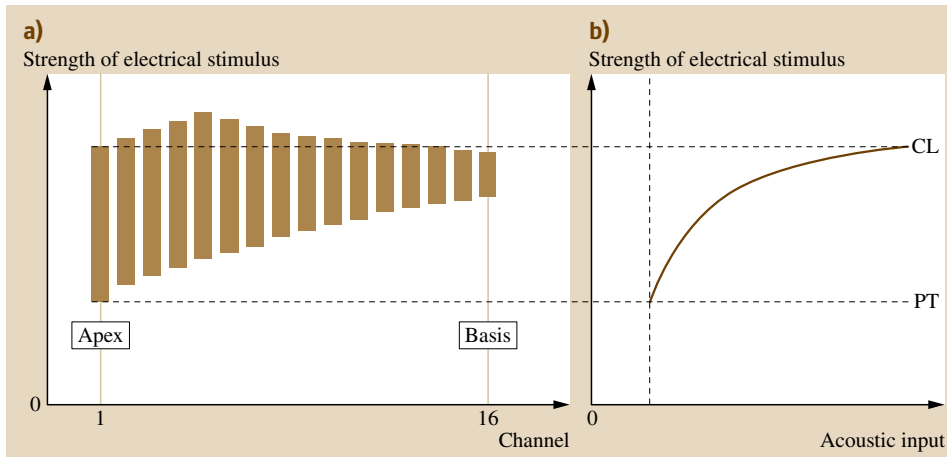 a)
Strength of electrical stimulus
Apex
Basis
0
1
16
Channel
b)
Strength of electrical stimulus
CL
PT
0
Acoustic input